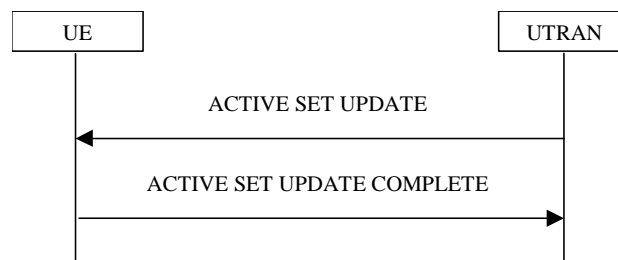 UE
UTRAN
ACTIVE SET UPDATE
ACTIVE SET UPDATE COMPLETE